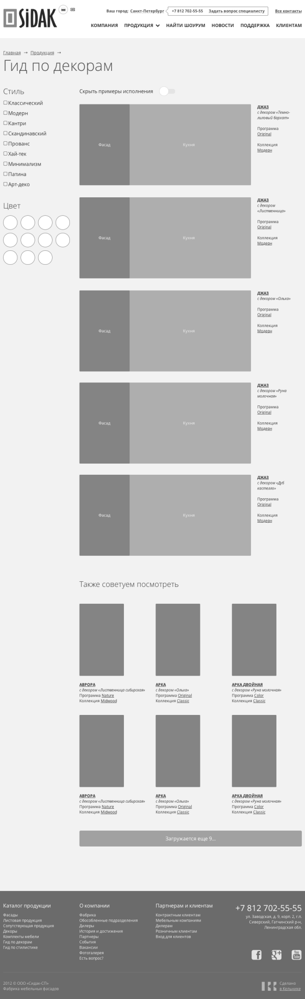 SiDAK
Ваш город: Санкт-Петербург +7 812 702-55-55 Задать вопрос специалисту Все контакты
КОМПАНИЯ ПРОДУКЦИЯ НАЙТИ ШОУРУМ НОВОСТИ ПОДДЕРЖКА КЛИЕНТАМ
Главная → Продукция →
Гид по декорам
Стиль
Классический
Модерн
Кантри
Скандинавский
Прованс
Хай-тек
Минимализм
Патина
Арт-деко
Цвет
Скрыть примеры исполнения
Фасад
Кухня
ДЖАЗ
с декором «Темно-
лиловый бархат»
Программа
Original
Коллекция
Модерн
Фасад
Кухня
ДЖАЗ
с декором
«Лиственница»
Программа
Original
Коллекция
Модерн
Фасад
Кухня
ДЖАЗ
с декором «Ольха»
Программа
Original
Коллекция
Модерн
Фасад
Кухня
ДЖАЗ
с декором «Руна
молочная»
Программа
Original
Коллекция
Модерн
Фасад
Кухня
ДЖАЗ
с декором «Дуб
кастелло»
Программа
Original
Коллекция
Модерн
Также советуем посмотреть
АВРОРА
с декором «Лиственница сибирская»
Программа Nature
Коллекция Midwood
АРКА
с декором «Ольха»
Программа Original
Коллекция Classic
АРКА ДВОЙНАЯ
с декором «Руна молочная»
Программа Color
Коллекция Classic
АВРОРА
с декором «Лиственница сибирская»
Программа Nature
Коллекция Midwood
АРКА
с декором «Ольха»
Программа Original
Коллекция Classic
АРКА ДВОЙНАЯ
с декором «Руна молочная»
Программа Color
Коллекция Classic
Загружается еще 9...
Каталог продукции
Фасады
Листовая продукция
Сопутствующая продукция
Декоры
Комплекты мебели
Гид по декорам
Гид по стилистике
О компании
Фабрика
Обособленные подразделения
Дилеры
История и достижения
Партнеры
События
Вакансии
Фотогалерея
Есть вопрос?
Партнерам и клиентам
Контрактным клиентам
Мебельным компаниям
Дилерам
Розничным клиентам
Вход для клиентов
+7 812 702-55-55
ул. Заводская, д. 9, корп. 2, г.п.
Сиверский, Гатчинский р-н,
Ленинградская обл.
f g+ You Tube
2012 © ООО «Сидак-СП»
Фабрика мебельных фасадов
Сделано
в Кельнике